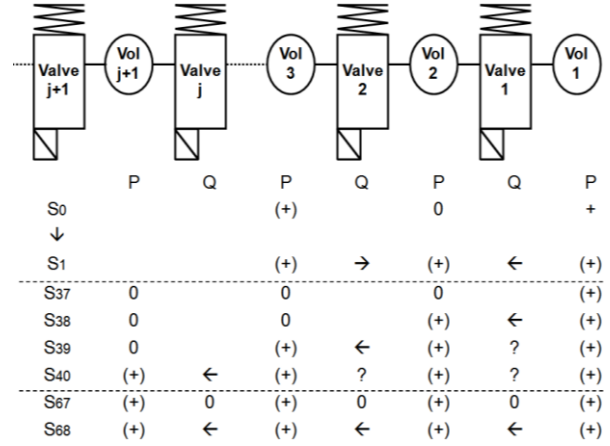 Valve j+1 Vol j+1 Valve j Vol 3 Valve 2 Vol 2 Valve 1 Vol 1
P Q P Q P Q P
S0 (+) 0 +
↓
S1 (+) → (+) ← (+)
S37 0 0 0 (+)
S38 0 0 (+) ← (+)
S39 0 (+) ← (+) ? (+)
S40 (+) ← (+) ? (+) ? (+)
S67 (+) 0 (+) 0 (+) 0 (+)
S68 (+) ← (+) ← (+) ← (+)